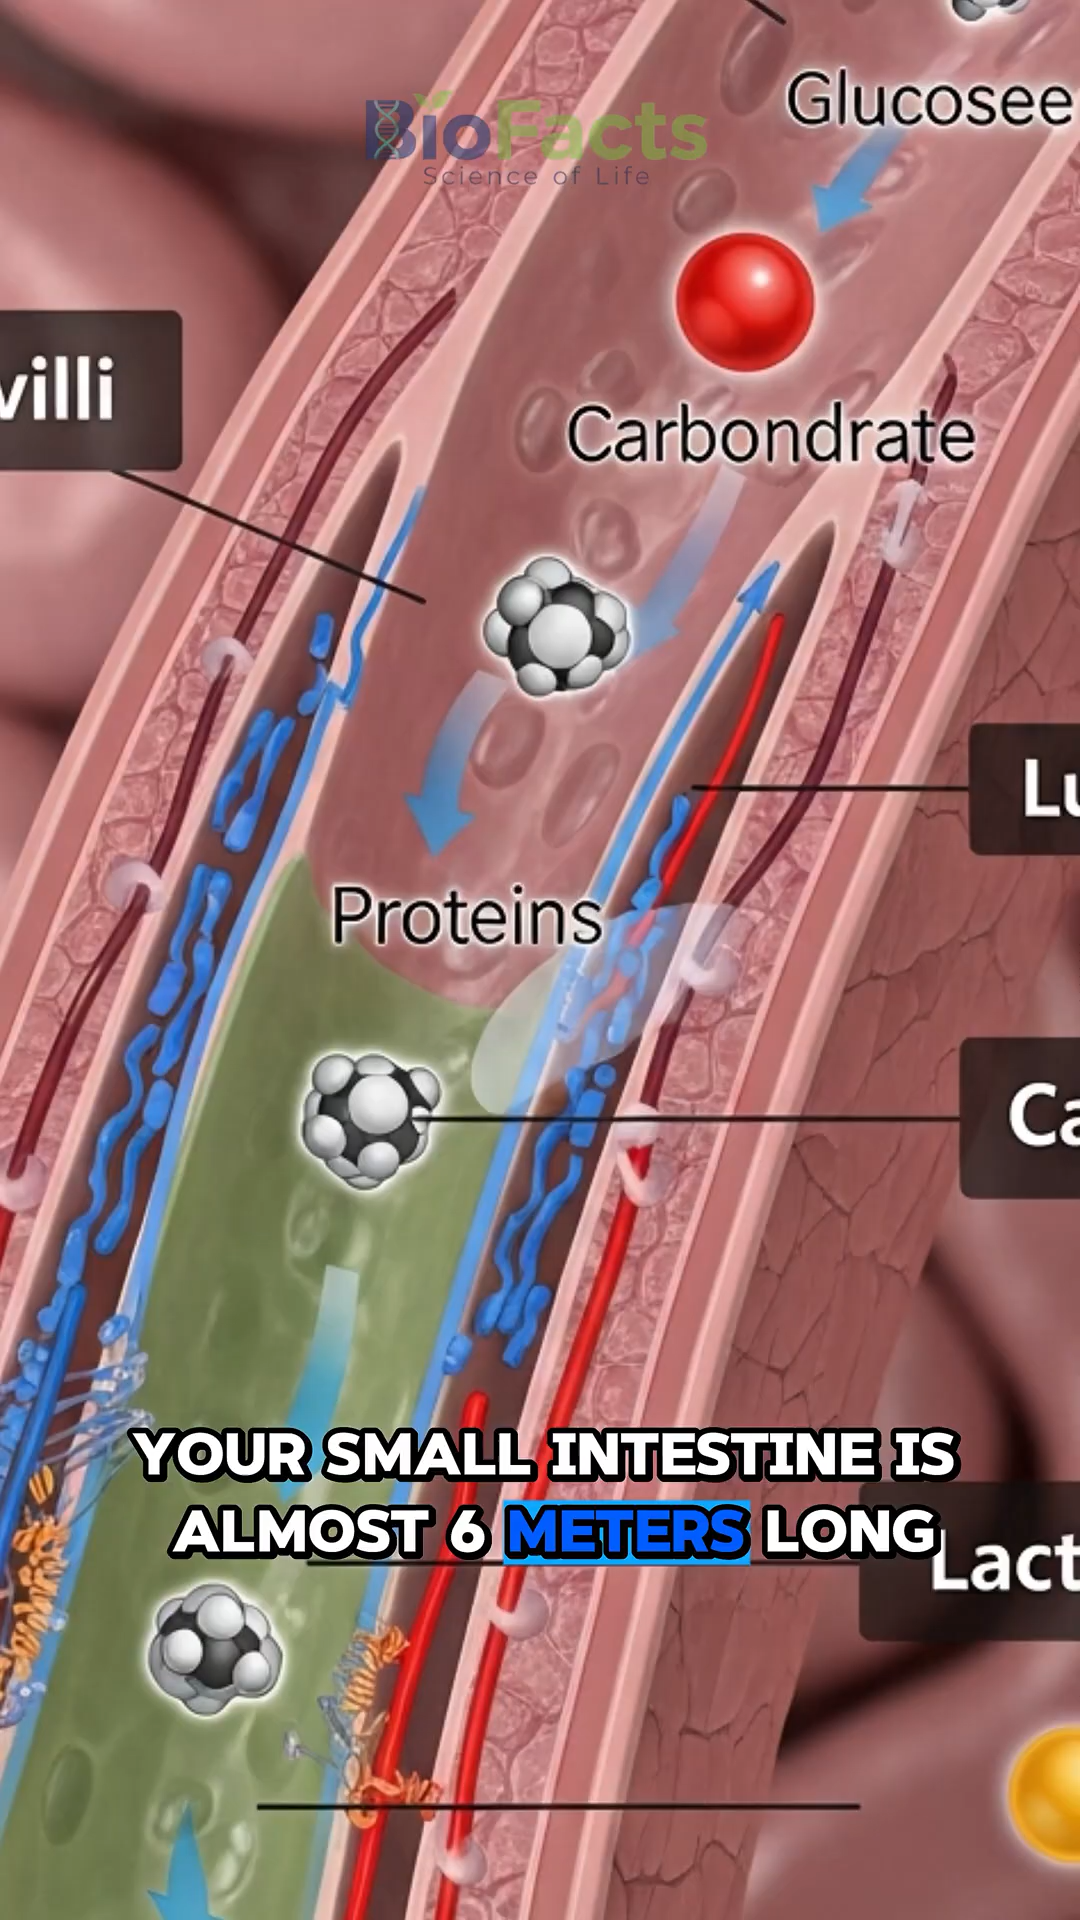 Glucosee
BioFacts
Science of Life
villi
Carbondrate
Lu
Proteins
Ca
YOUR SMALL INTESTINE IS
ALMOST 6 METERS LONG
Lact